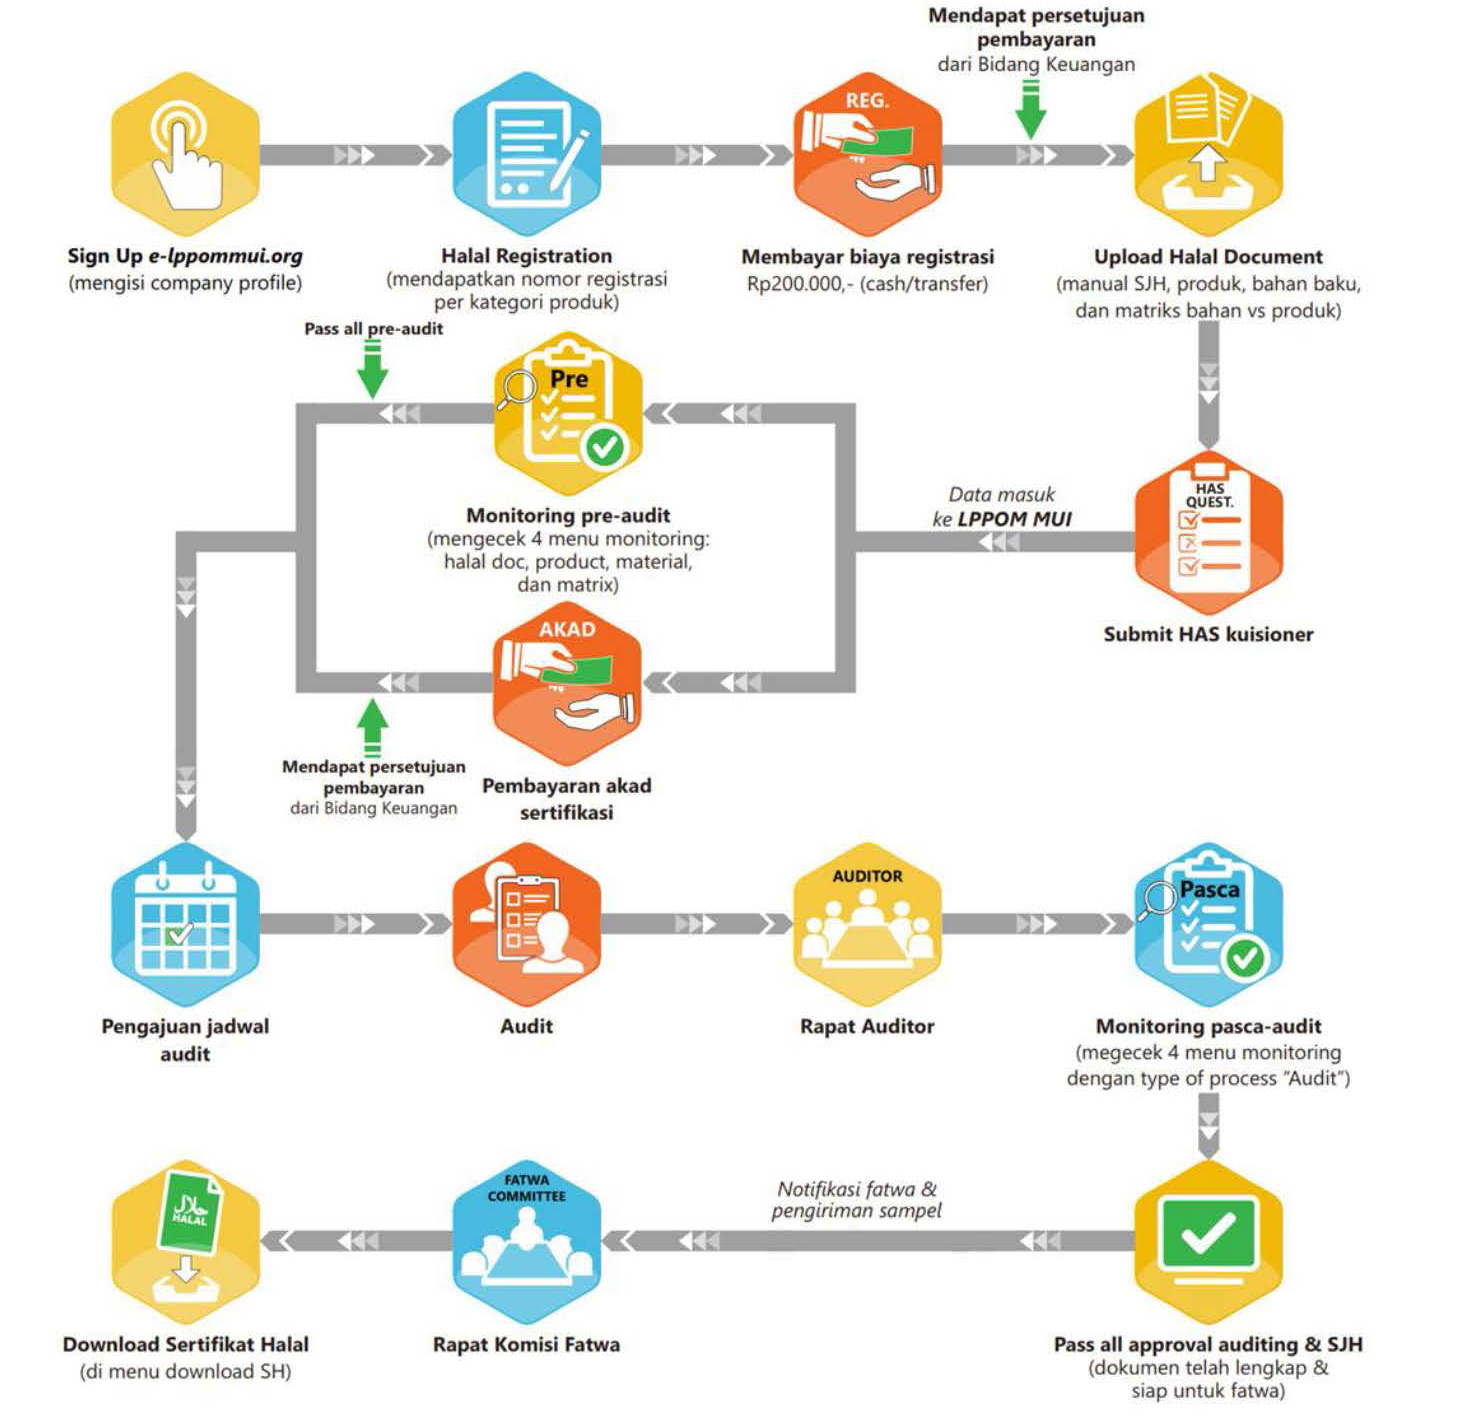 Mendapat persetujuan
pembayaran
dari Bidang Keuangan
REG.
Sign Up e-lppommui.org
(mengisi company profile)
Halal Registration
(mendapatkan nomor registrasi
per kategori produk)
Membayar biaya registrasi
Rp200.000,- (cash/transfer)
Upload Halal Document
(manual SJH, produk, bahan baku,
dan matriks bahan vs produk)
Pass all pre-audit
Pre
Monitoring pre-audit
(mengecek 4 menu monitoring:
halal doc, product, material,
dan matrix)
Data masuk
ke LPPOM MUI
HAS
QUEST.
Submit HAS kuisioner
AKAD
Mendapat persetujuan
pembayaran
dari Bidang Keuangan
Pembayaran akad
sertifikasi
AUDITOR
Pasca
Pengajuan jadwal
audit
Audit
Rapat Auditor
Monitoring pasca-audit
(megecek 4 menu monitoring
dengan type of process “Audit”)
حلال
HALAL
FATWA
COMMITTEE
Notifikasi fatwa &
pengiriman sampel
Download Sertifikat Halal
(di menu download SH)
Rapat Komisi Fatwa
Pass all approval auditing & SJH
(dokumen telah lengkap &
siap untuk fatwa)